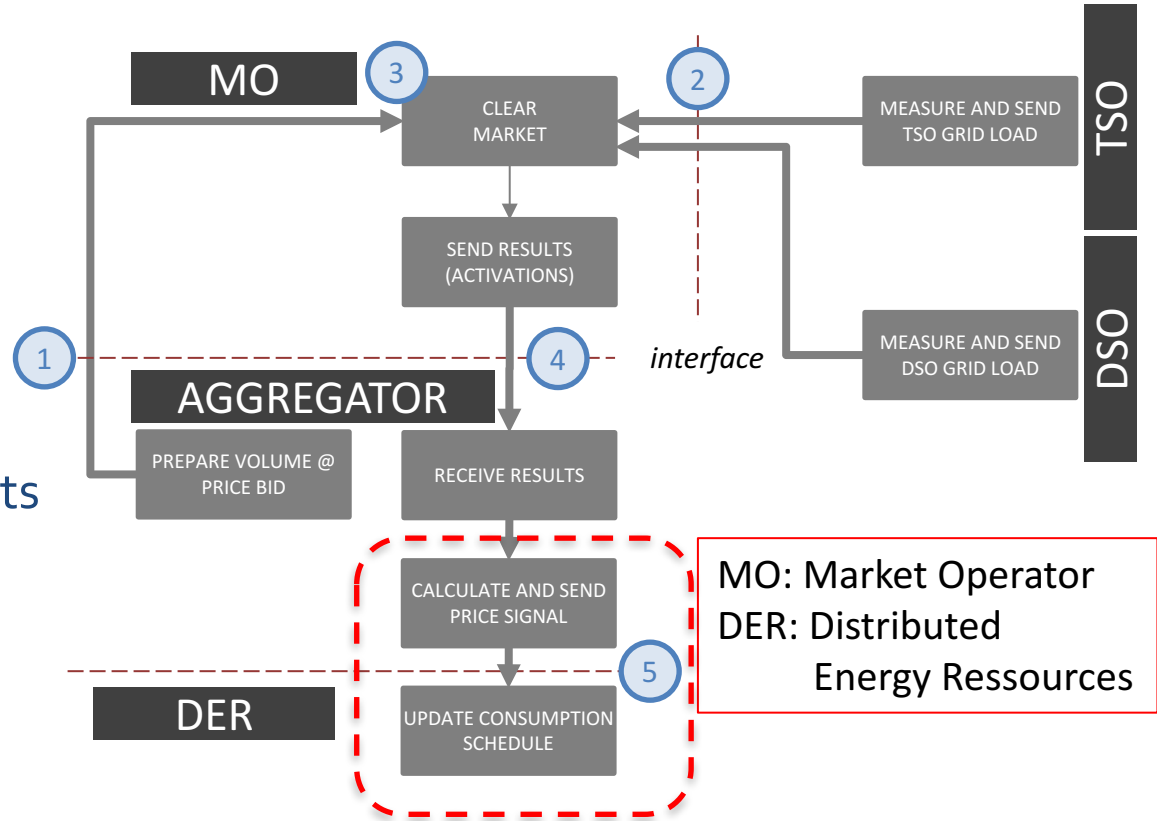 MO
3
CLEAR
MARKET
2
MEASURE AND SEND
TSO GRID LOAD
TSO
SEND RESULTS
(ACTIVATIONS)
1
4
interface
MEASURE AND SEND
DSO GRID LOAD
DSO
AGGREGATOR
PREPARE VOLUME @
PRICE BID
RECEIVE RESULTS
ts
CALCULATE AND SEND
PRICE SIGNAL
MO: Market Operator
DER: Distributed
Energy Ressources
5
DER
UPDATE CONSUMPTION
SCHEDULE